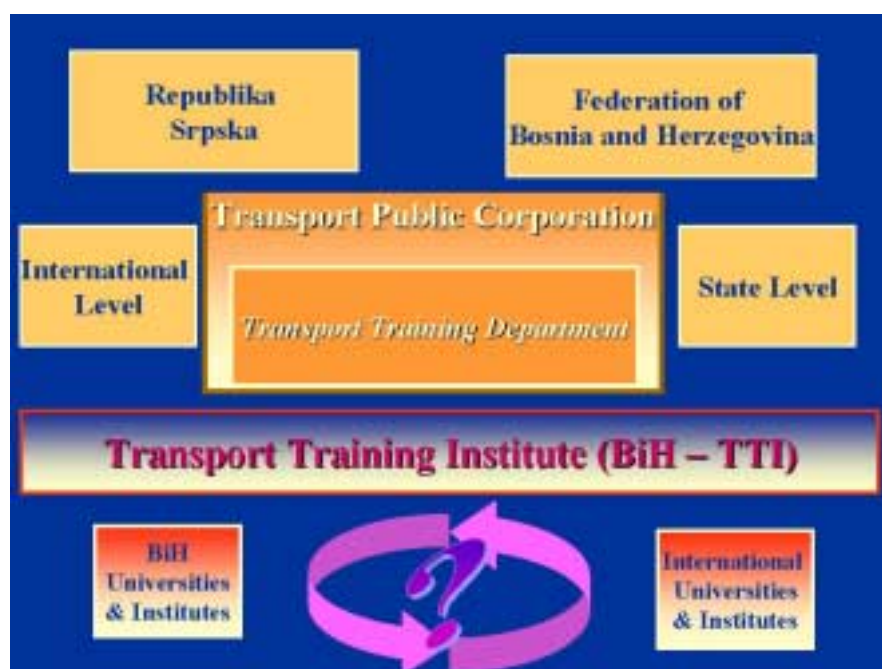 Republika
Srpska
Federation of
Bosnia and Herzegovina
Transport Public Corporation
International
Level
Transport Training Department
State Level
Transport Training Institute (BiH – TTI)
BiH
Universities
& Institutes
?
International
Universities
& Institutes